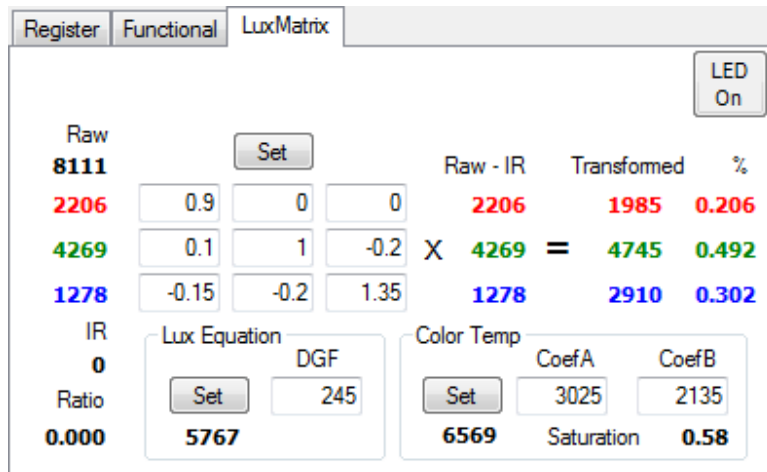 Register Functional LuxMatrix
LED
On
Raw
8111 Set Raw - IR Transformed %
2206 0.9 0 0 2206 1985 0.206
4269 0.1 1 -0.2 X 4269 = 4745 0.492
1278 -0.15 -0.2 1.35 1278 2910 0.302
IR Lux Equation Color Temp
0 DGF CoefA CoefB
Ratio Set 245 Set 3025 2135
0.000 5767 6569 Saturation 0.58